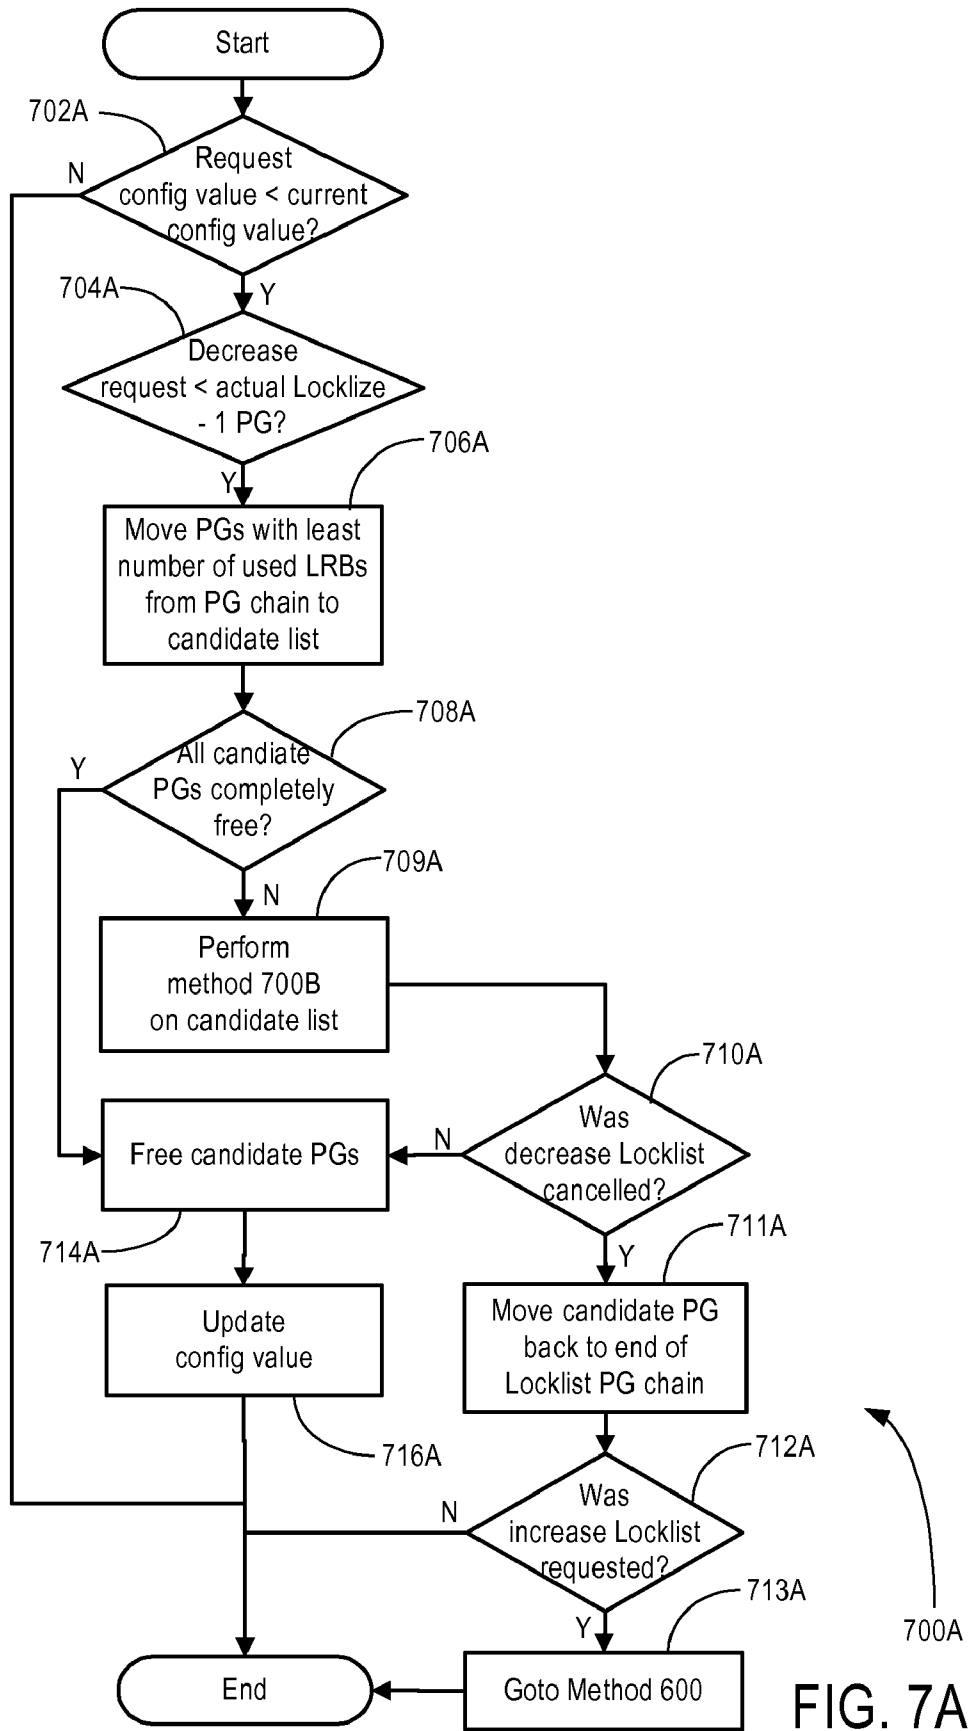 Start
702A
N
Request
config value < current
config value?
704A
Y
Decrease
request < actual Locklize
- 1 PG?
706A
Y
Move PGs with least
number of used LRBs
from PG chain to
candidate list
708A
Y
All candiate
PGs completely
free?
709A
N
Perform
method 700B
on candidate list
710A
Was
decrease Locklist
cancelled?
N
Free candidate PGs
714A
711A
Y
Move candidate PG
back to end of
Locklist PG chain
Update
config value
716A
712A
N
Was
increase Locklist
requested?
713A
Y
Goto Method 600
End
700A
FIG. 7A